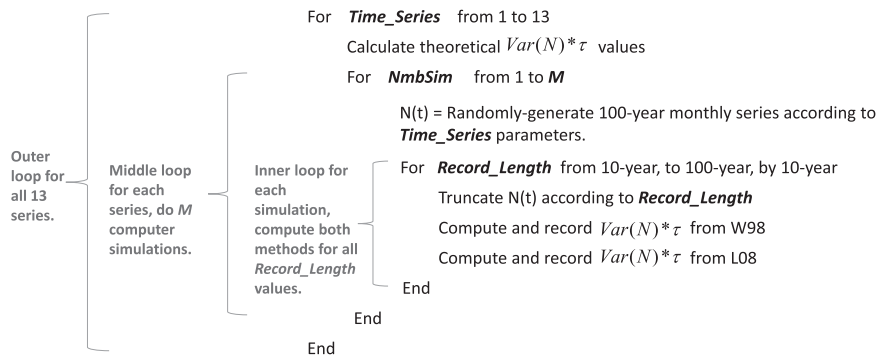 For Time_Series from 1 to 13
Calculate theoretical Var(N)*τ values
For NmbSim from 1 to M
N(t) = Randomly-generate 100-year monthly series according to
Time_Series parameters.
For Record_Length from 10-year, to 100-year, by 10-year
Truncate N(t) according to Record_Length
Compute and record Var(N)*τ from W98
Compute and record Var(N)*τ from L08
End
End
End
Outer
loop for
all 13
series.
Middle loop
for each
series, do M
computer
simulations.
Inner loop for
each
simulation,
compute both
methods for all
Record_Length
values.